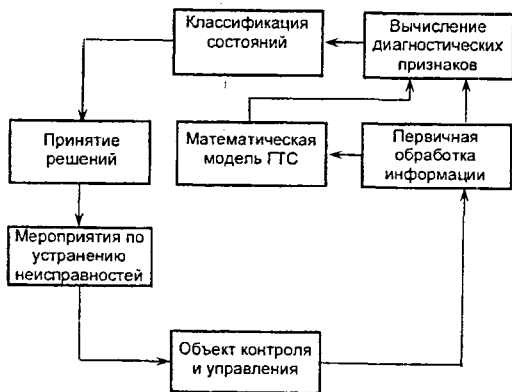 Классификация
состояний
Вычисление
диагностических
признаков
Принятие
решений
Математическая
модель ГТС
Первичная
обработка
информации
Мероприятия по
устранению
неисправностей
Объект контроля
и управления